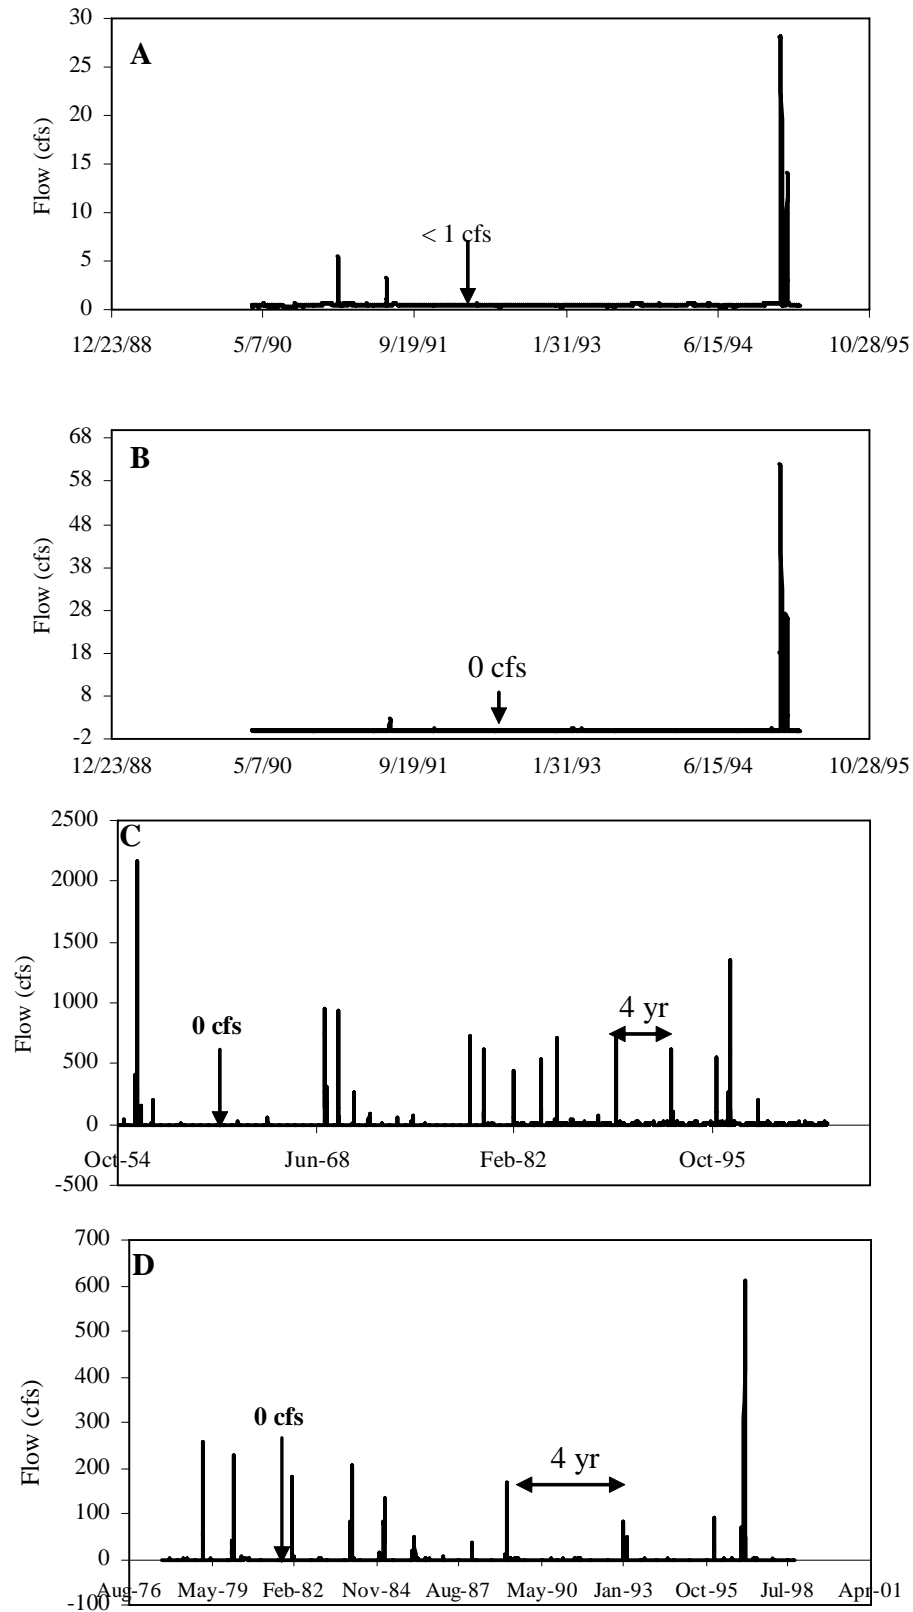 30
A
25
20
Flow (cfs)
15
10
< 1 cfs
5
0
12/23/88 5/7/90 9/19/91 1/31/93 6/15/94 10/28/95
68
B
58
48
Flow (cfs)
38
28
18
0 cfs
8
-2
12/23/88 5/7/90 9/19/91 1/31/93 6/15/94 10/28/95
2500
C
2000
1500
Flow (cfs)
1000
4 yr
0 cfs
500
0
Oct-54 Jun-68 Feb-82 Oct-95
-500
700
D
600
500
400
Flow (cfs)
300
0 cfs
200
4 yr
100
0
Aug-76 May-79 Feb-82 Nov-84 Aug-87 May-90 Jan-93 Oct-95 Jul-98 Apr-01
-100